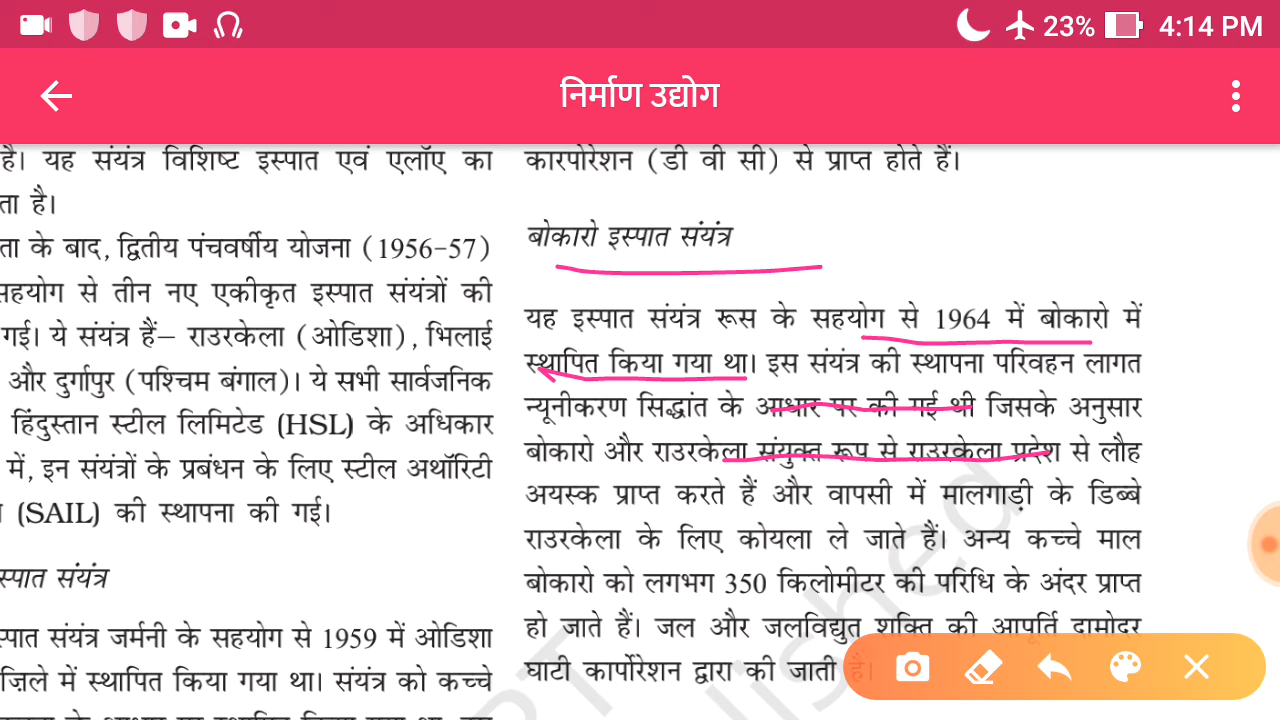 23% 4:14 PM
निर्माण उद्योग
है। यह संयंत्र विशिष्ट इस्पात एवं एलॉए का
ता है।
ता के बाद, द्वितीय पंचवर्षीय योजना (1956-57)
सहयोग से तीन नए एकीकृत इस्पात संयंत्रों की
गई। ये संयंत्र हैं– राउरकेला (ओडिशा), भिलाई
और दुर्गापुर (पश्चिम बंगाल)। ये सभी सार्वजनिक
हिंदुस्तान स्टील लिमिटेड (HSL) के अधिकार
में, इन संयंत्रों के प्रबंधन के लिए स्टील अथॉरिटी
(SAIL) की स्थापना की गई।
स्पात संयंत्र
स्पात संयंत्र जर्मनी के सहयोग से 1959 में ओडिशा
ज़िले में स्थापित किया गया था। संयंत्र को कच्चे
कारपोरेशन (डी वी सी) से प्राप्त होते हैं।
बोकारो इस्पात संयंत्र
यह इस्पात संयंत्र रूस के सहयोग से 1964 में बोकारो में
स्थापित किया गया था। इस संयंत्र की स्थापना परिवहन लागत
न्यूनीकरण सिद्धांत के आधार पर की गई थी जिसके अनुसार
बोकारो और राउरकेला संयुक्त रूप से राउरकेला प्रदेश से लौह
अयस्क प्राप्त करते हैं और वापसी में मालगाड़ी के डिब्बे
राउरकेला के लिए कोयला ले जाते हैं। अन्य कच्चे माल
बोकारो को लगभग 350 किलोमीटर की परिधि के अंदर प्राप्त
हो जाते हैं। जल और जलविद्युत शक्ति की आपूर्ति दामोदर
घाटी कार्पोरेशन द्वारा की जाती हैं।